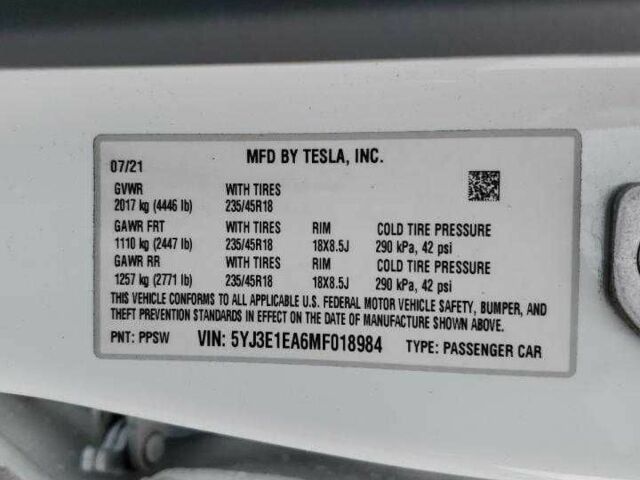 MFD BY TESLA, INC.
07/21
GVWR WITH TIRES
2017 kg (4446 lb) 235/45R18
GAWR FRT WITH TIRES RIM COLD TIRE PRESSURE
1110 kg (2447 lb) 235/45R18 18X8.5J 290 kPa, 42 psi
GAWR RR WITH TIRES RIM COLD TIRE PRESSURE
1257 kg (2771 lb) 235/45R18 18X8.5J 290 kPa, 42 psi
THIS VEHICLE CONFORMS TO ALL APPLICABLE U.S. FEDERAL MOTOR VEHICLE SAFETY, BUMPER, AND
THEFT PREVENTION STANDARDS IN EFFECT ON THE DATE OF MANUFACTURE SHOWN ABOVE.
PNT: PPSW VIN: 5YJ3E1EA6MF018984 TYPE: PASSENGER CAR